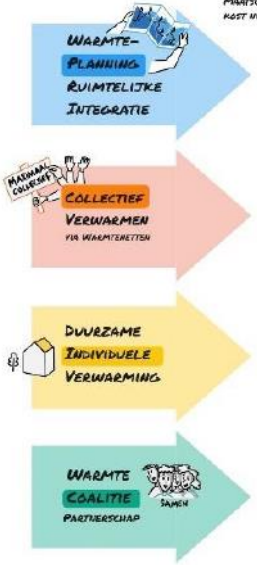 WARMTE-
PLANNING
RUIMTELIJKE
INTEGRATIE
MAXIMAAL
COLLECTIEF
COLLECTIEF
VERWARMEN
VIA WARMTENETTEN
DUURZAME
INDIVIDUELE
VERWARMING
WARMTE
COALITIE
PARTNERSCHAP
SAMEN